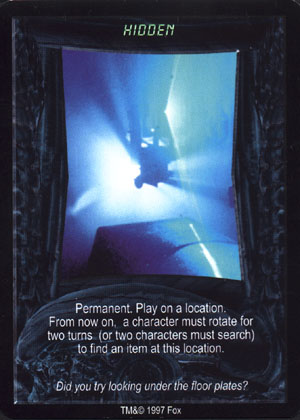 HIDDEN
Permanent. Play on a location.
From now on, a character must rotate for
two turns (or two characters must search)
to find an item at this location.
Did you try looking under the floor plates?
TM&© 1997 Fox